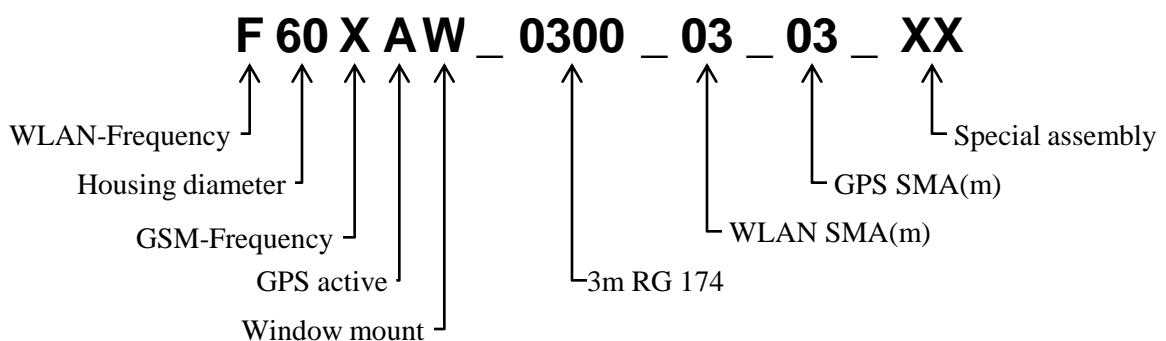 F 60 X A W _ 0300 _ 03 _ 03 _ XX
WLAN-Frequency
Special assembly
Housing diameter
GPS SMA(m)
GSM-Frequency
WLAN SMA(m)
GPS active
3m RG 174
Window mount